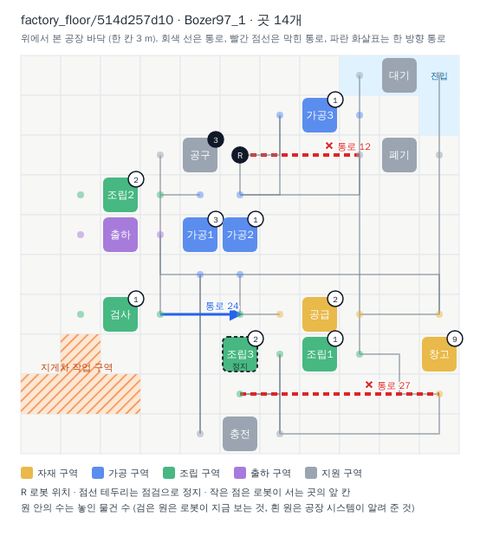 factory_floor/514d257d10 · Bozer97_1 · 곳 14개
위에서 본 공장 바닥 (한 칸 3 m). 회색 선은 통로, 빨간 점선은 막힌 통로, 파란 화살표는 한 방향 통로
대기
전립
1
가공3
3
공구
R
× 통로 12
폐기
2
조립2
출하
3
가공1
1
가공2
통로 24
1
검사
2
공급
2
조립3
정지
1
조립1
9
창고
지게차 작업 구역
× 통로 27
충전
자재 구역
가공 구역
조립 구역
출하 구역
지원 구역
R 로봇 위치 · 점선 테두리는 점검으로 정지 · 작은 점은 로봇이 서는 곳의 앞 칸
원 안의 수는 놓인 물건 수 (검은 원은 로봇이 지금 보는 것, 흰 원은 공장 시스템이 알려 준 것)